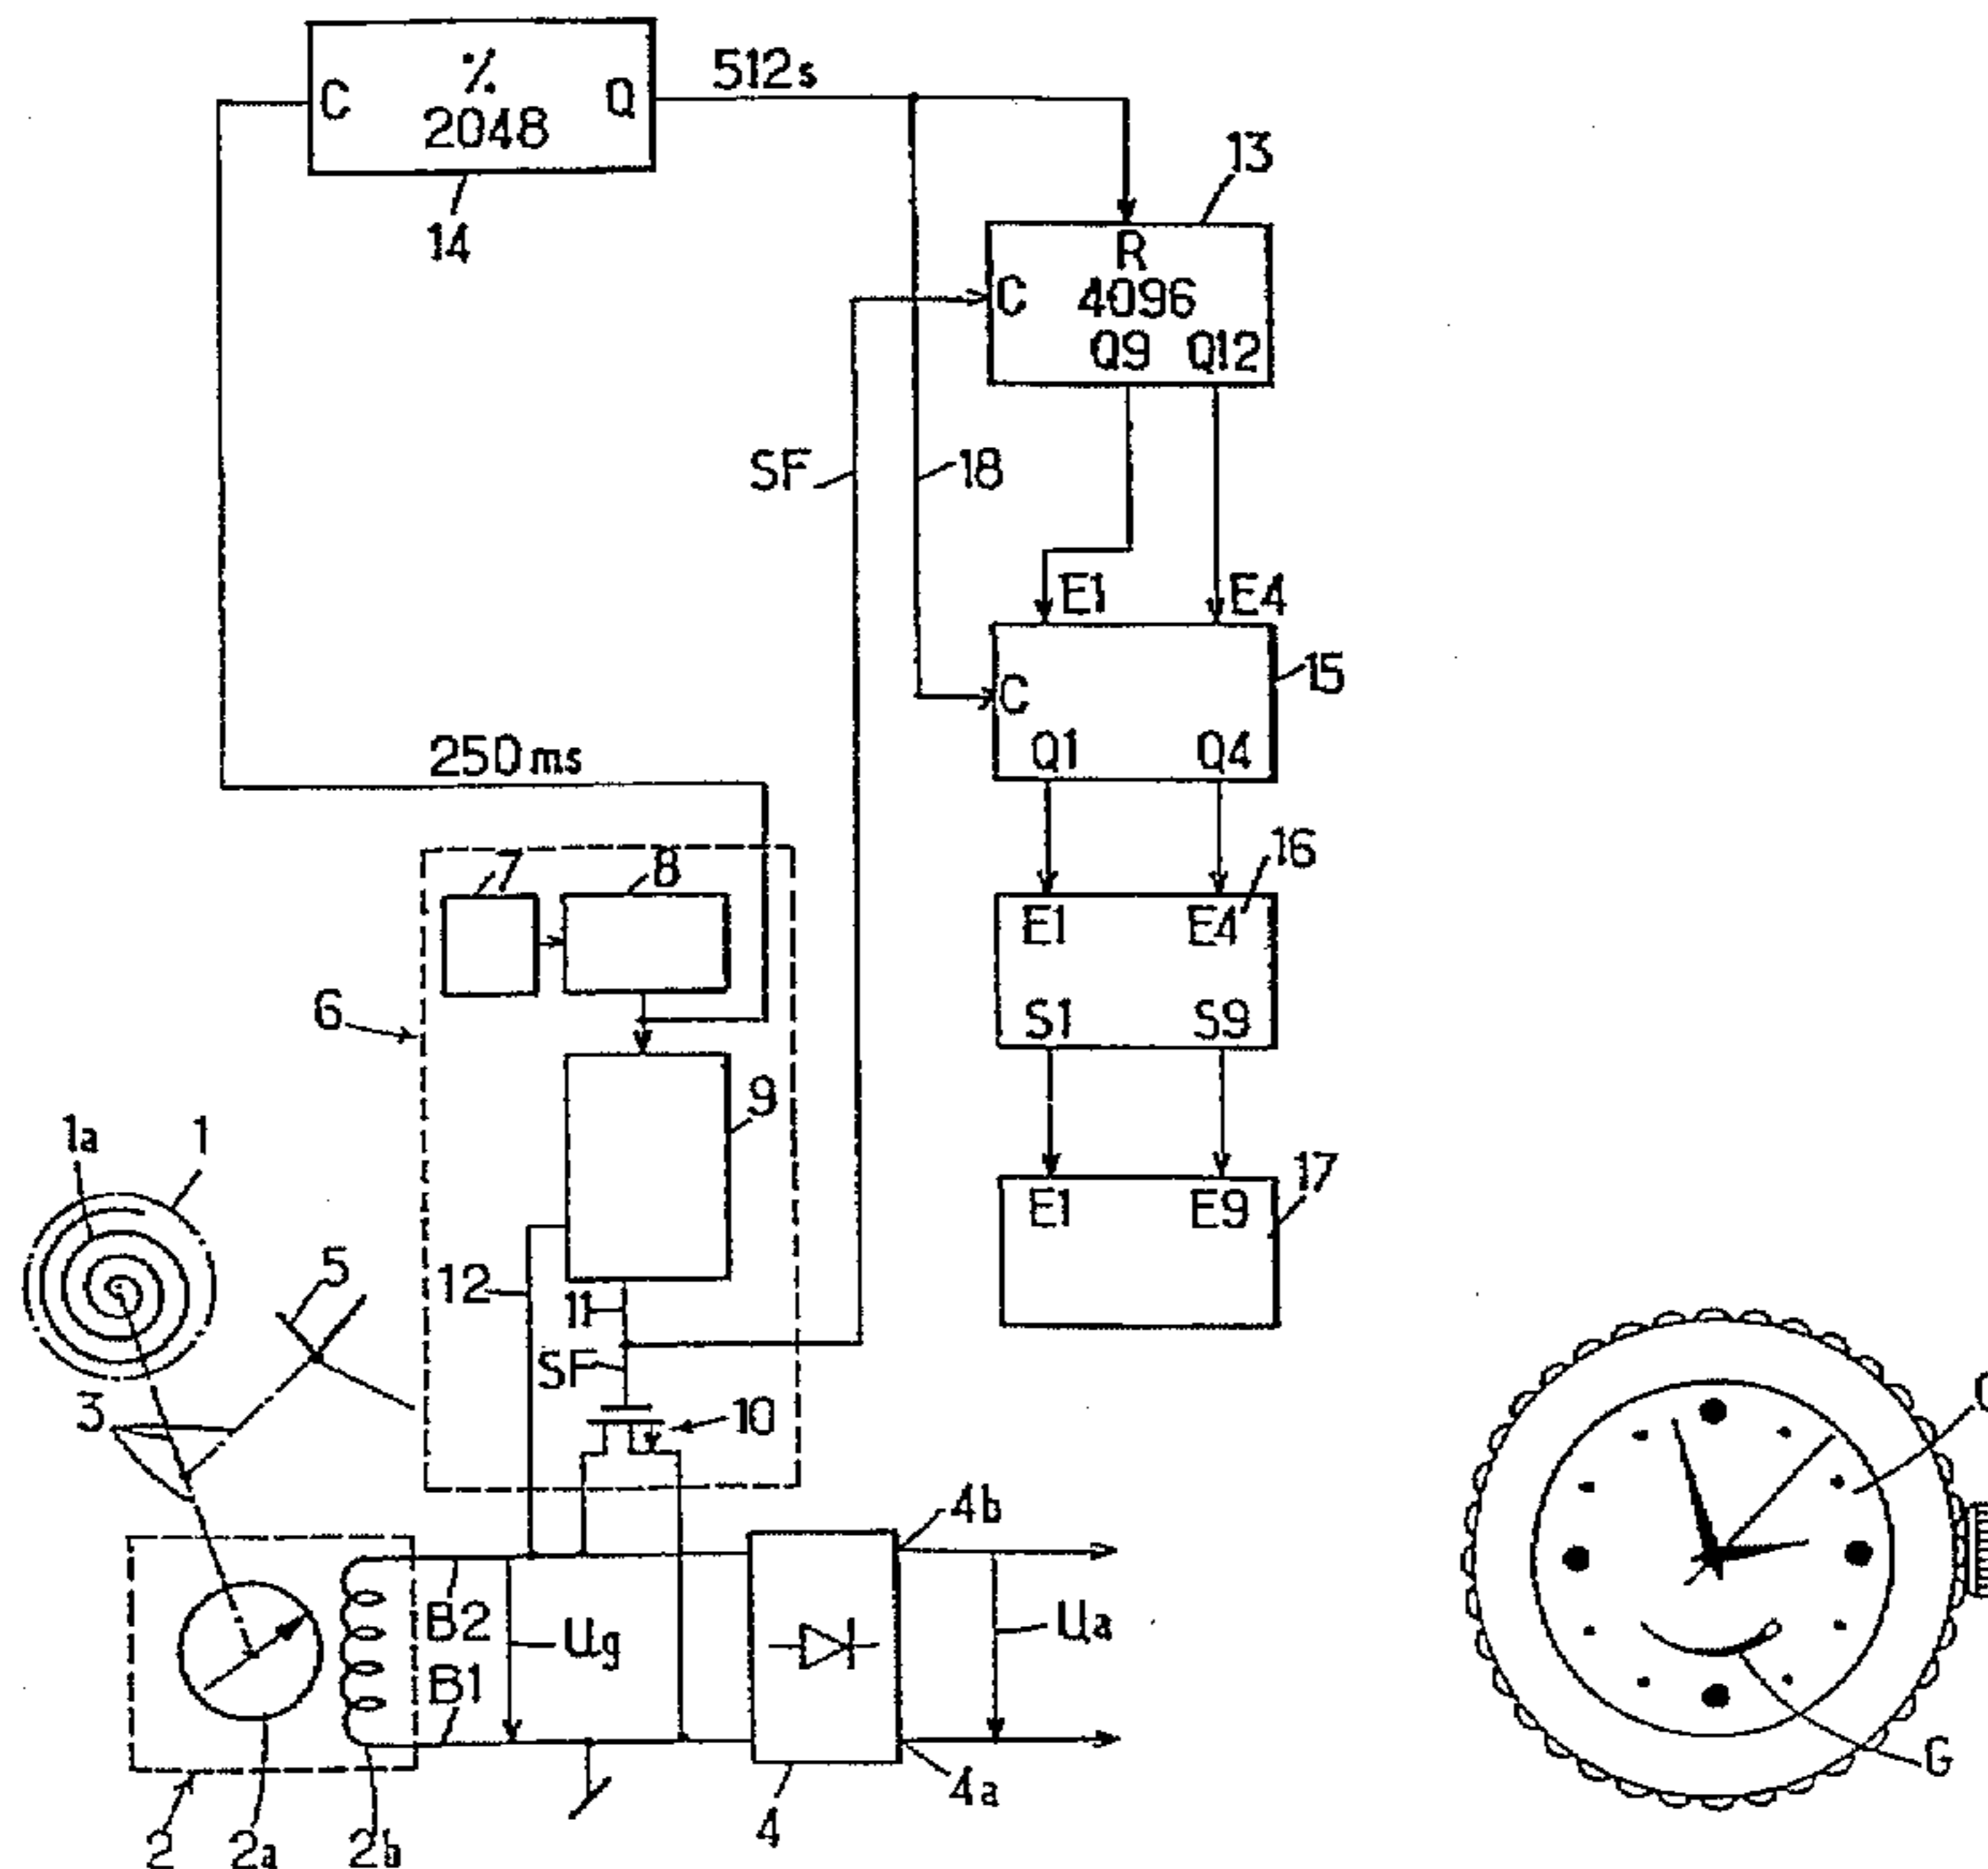 512s
C % Q
2048
14
13
R
C 4096
Q9 Q12
SF
18
E1 E4
15
C
Q1 Q4
250ms
16
7 8
E1 E4
6
S1 S9
9
1a 1
17
E1 E9
5
12
11
SF
3
10
4b
B2
Ug
Ua
B1
G
4a
4
2 2a 2b